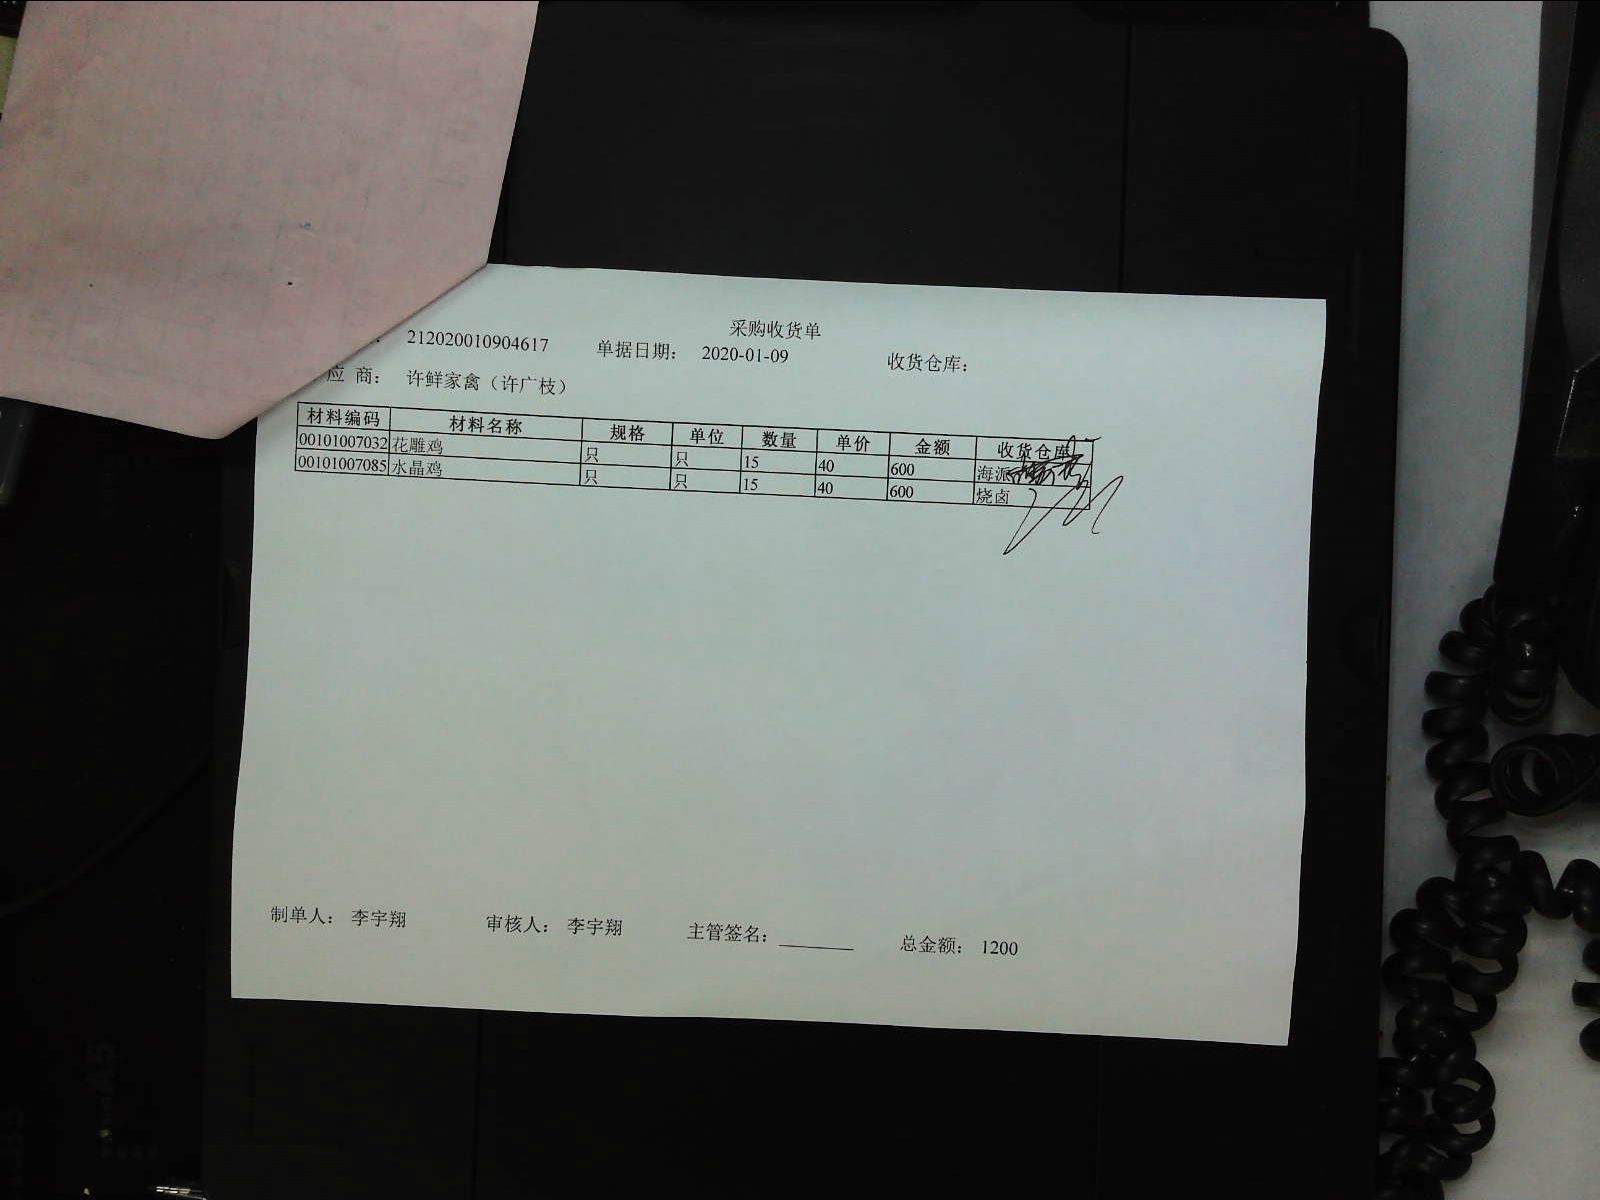 采购收货单
212020010904617 单据日期： 2020-01-09 收货仓库：
应 商： 许鲜家禽（许广枝）
材料编码 材料名称 规格 单位 数量 单价 金额 收货仓库
00101007032 花雕鸡 只 只 15 40 600 海派
00101007085 水晶鸡 只 只 15 40 600 烧卤
制单人： 李宇翔 审核人： 李宇翔 主管签名： 总金额： 1200